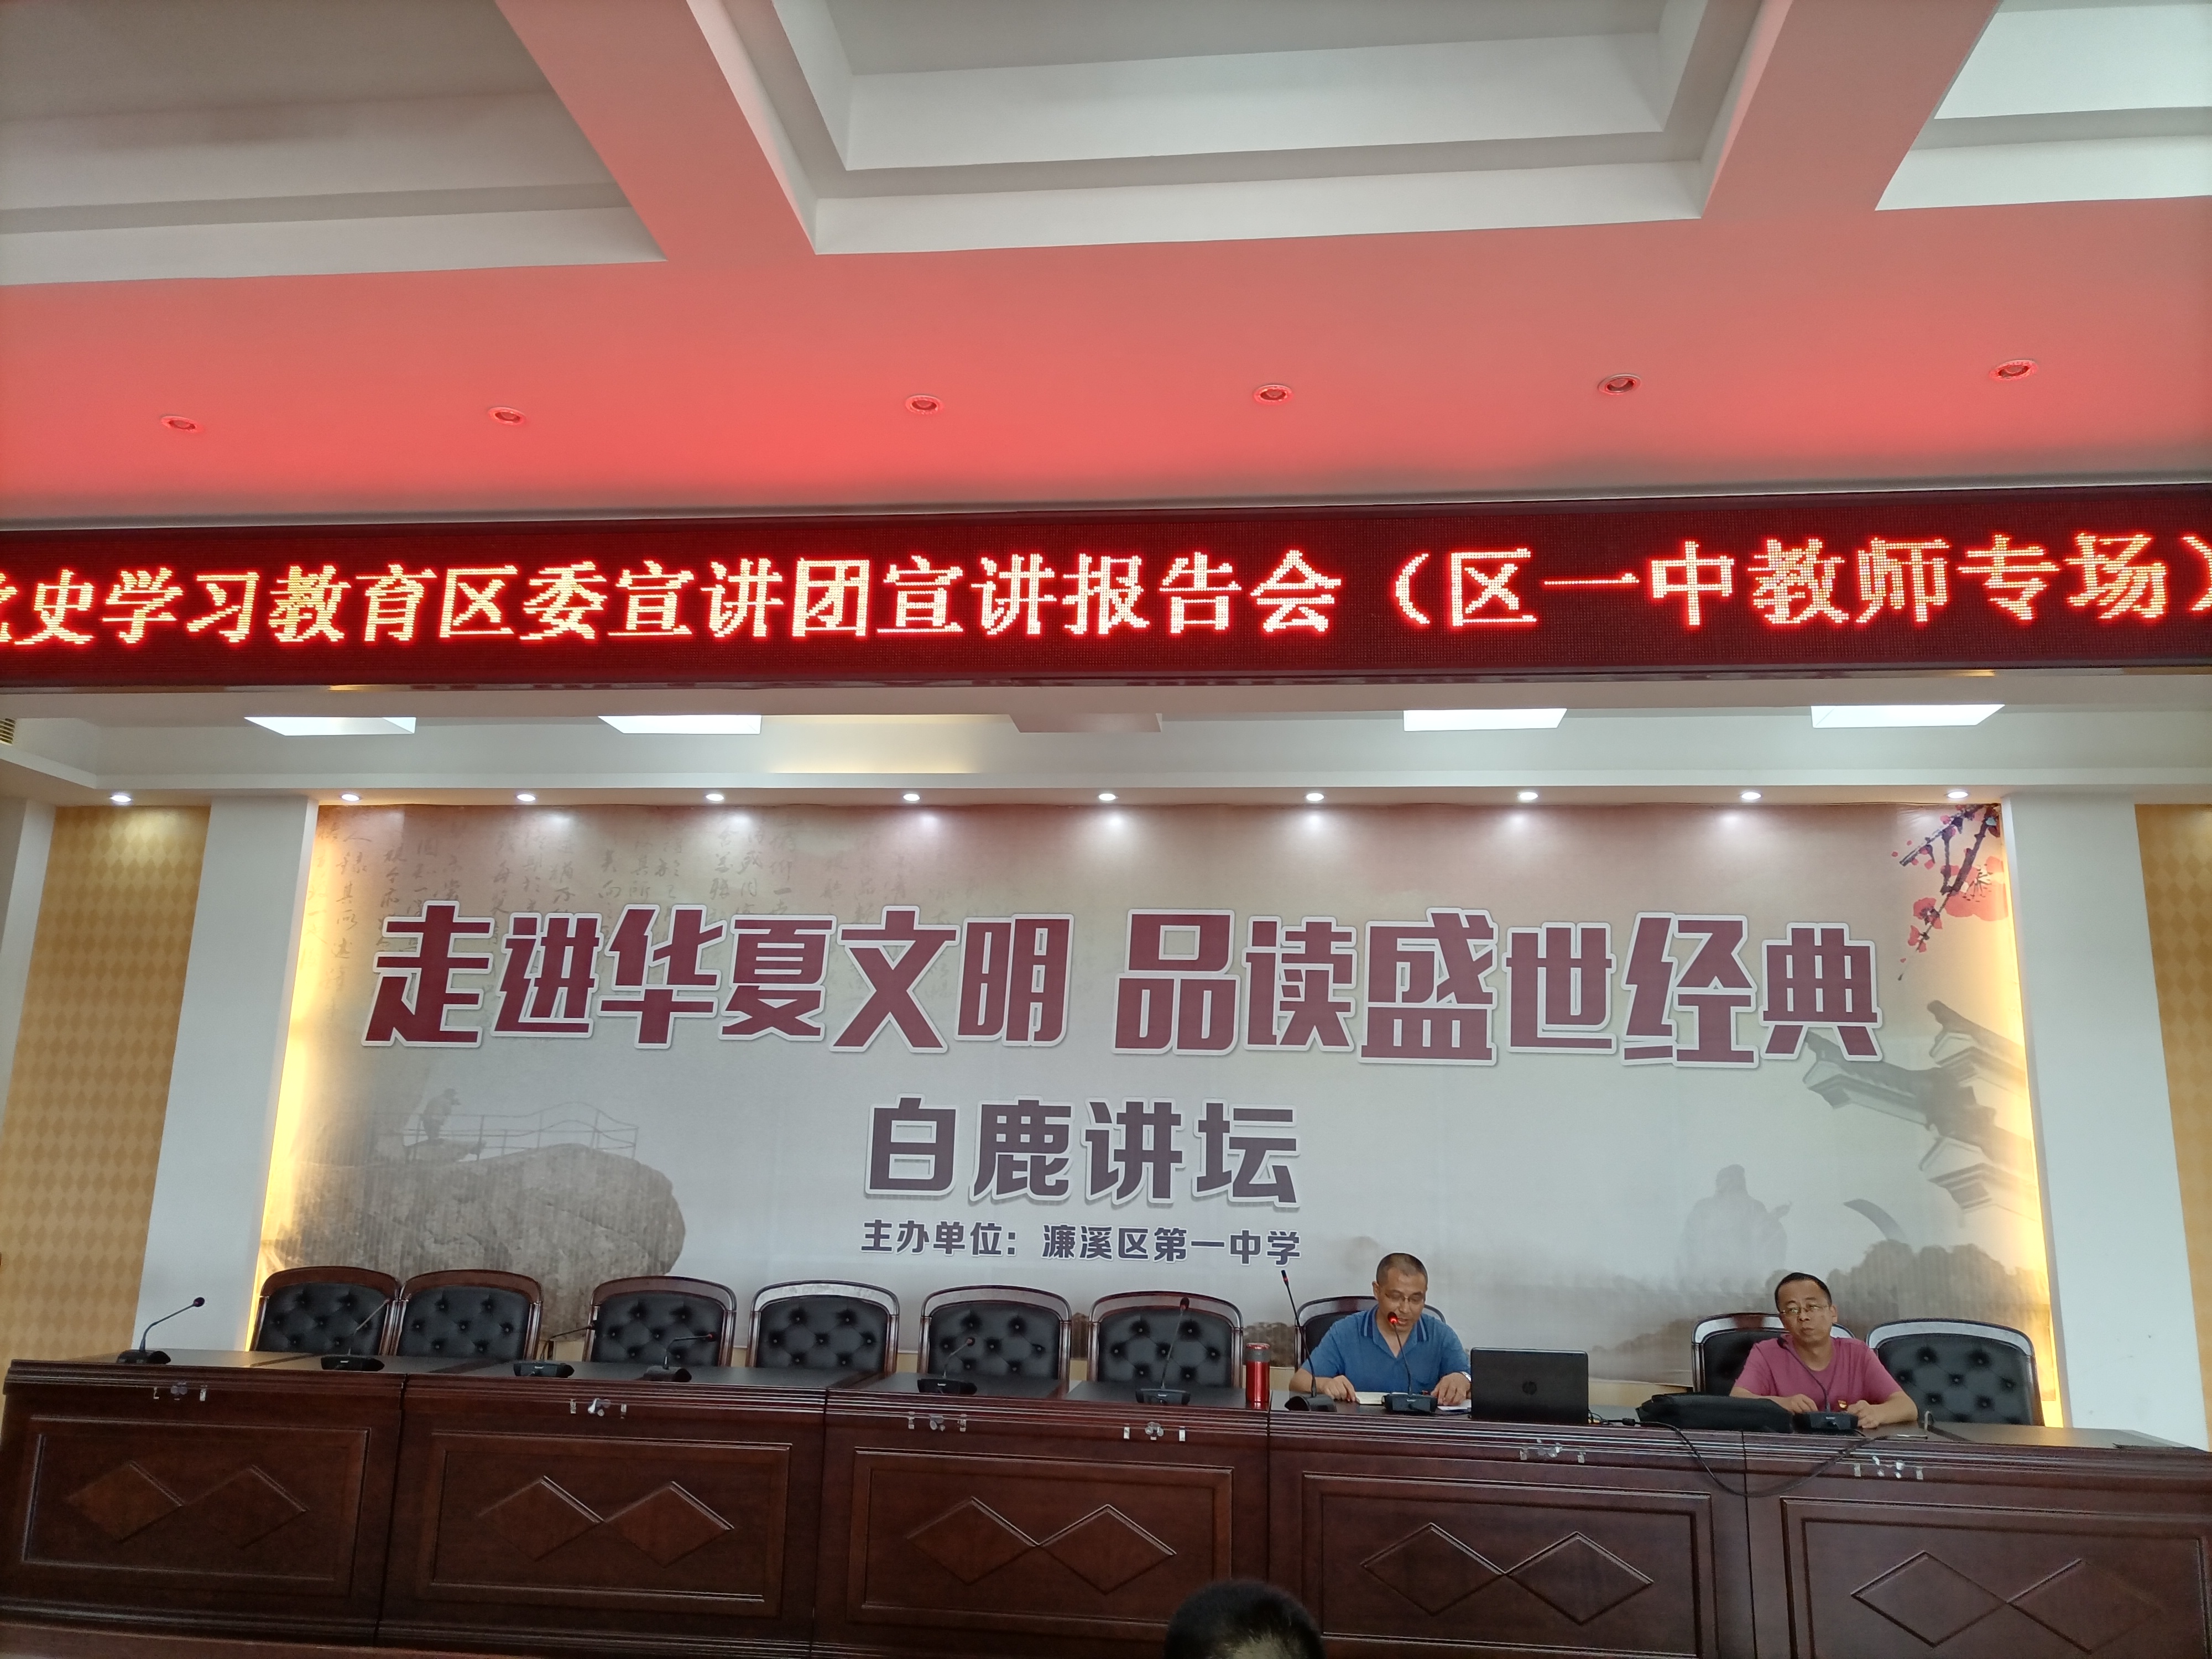 史学习教育区委宣讲团宣讲报告会（区一中教师专场）
走进华夏文明 品读盛世经典
白鹿讲坛
主办单位：濂溪区第一中学